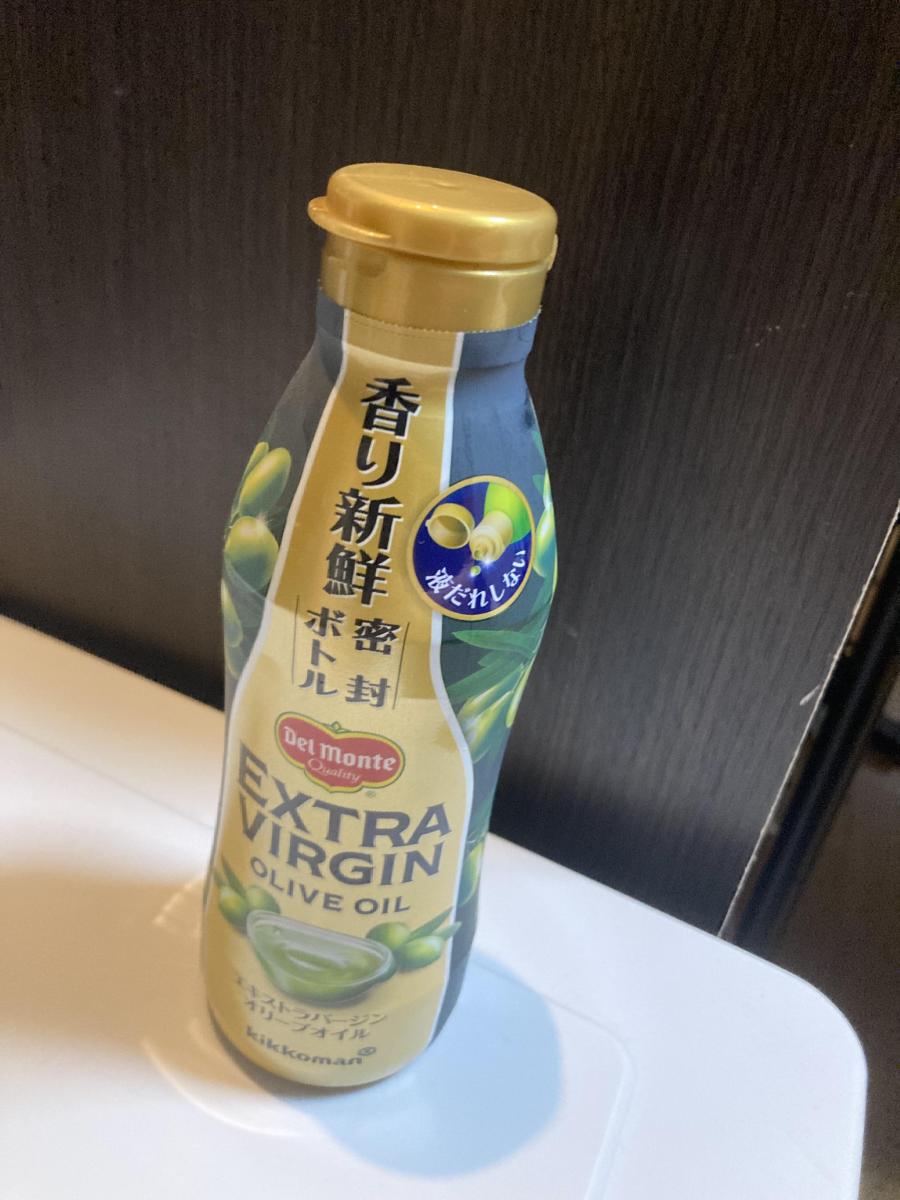 香り新鮮
密封
ボトル
液だれしない
Del Monte
Quality
®
EXTRA
VIRGIN
OLIVE OIL
エキストラバージン
オリーブオイル
kikkoman®